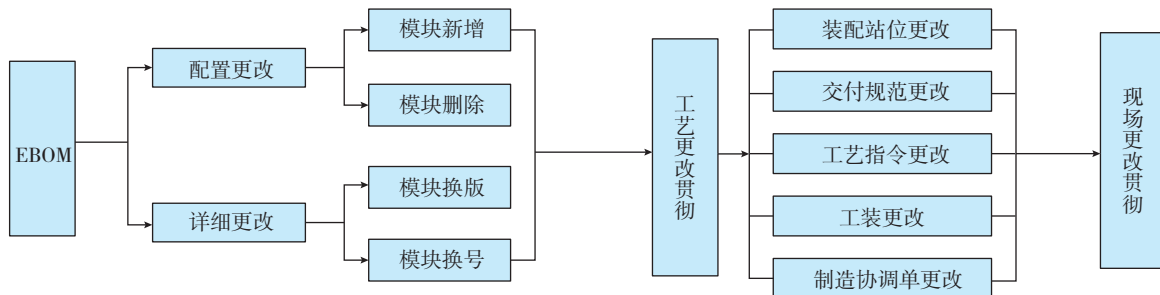 EBOM
配置更改
详细更改
模块新增
模块删除
模块换版
模块换号
工艺更改贯彻
装配站位更改
交付规范更改
工艺指令更改
工装更改
制造协调单更改
现场更改贯彻